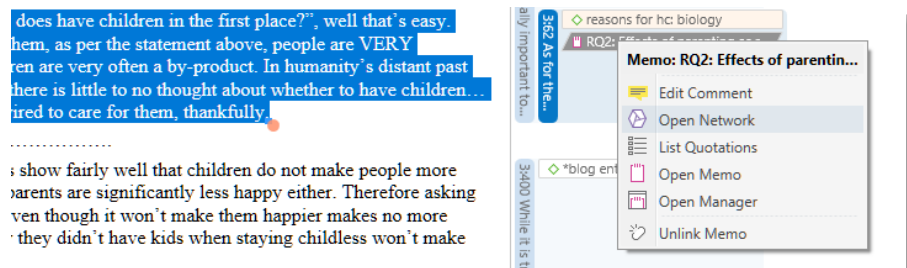 does have children in the first place?”, well that’s easy.
hem, as per the statement above, people are VERY
ren are very often a by-product. In humanity’s distant past
there is little to no thought about whether to have children…
ired to care for them, thankfully.
s show fairly well that children do not make people more
parents are significantly less happy either. Therefore asking
ven though it won’t make them happier makes no more
they didn’t have kids when staying childless won’t make
ally important to...
3:62 As for the...
reasons for hc: biology
RQ2: Effects of parenting as a
3:400 While it is t
*blog ent
Memo: RQ2: Effects of parentin...
Edit Comment
Open Network
List Quotations
Open Memo
Open Manager
Unlink Memo